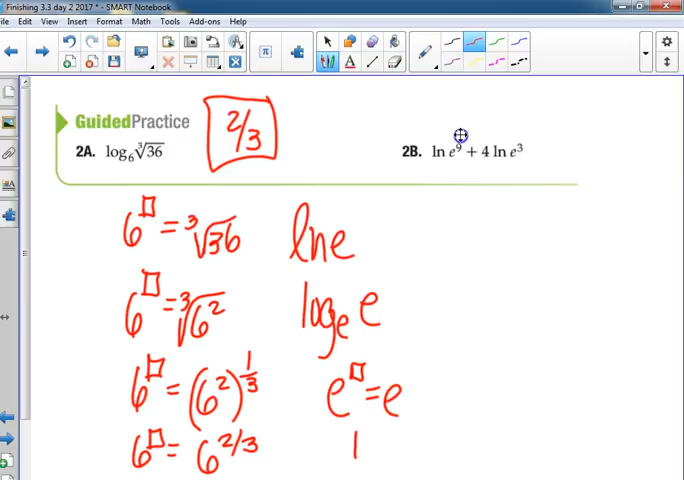 Finishing 3.3 day 2 2017 * - SMART Notebook
File Edit View Insert Format Tools Add-ons Help
GuidedPractice
2/3
2A. log₆ ∛36
2B. ln e⁹ + 4 ln e³
6^□ = ∛36
ln e
6^□ = ∛6²
logₑ e
6^□ = (6²)^1/3
e^□ = e
6^□ = 6^2/3
1